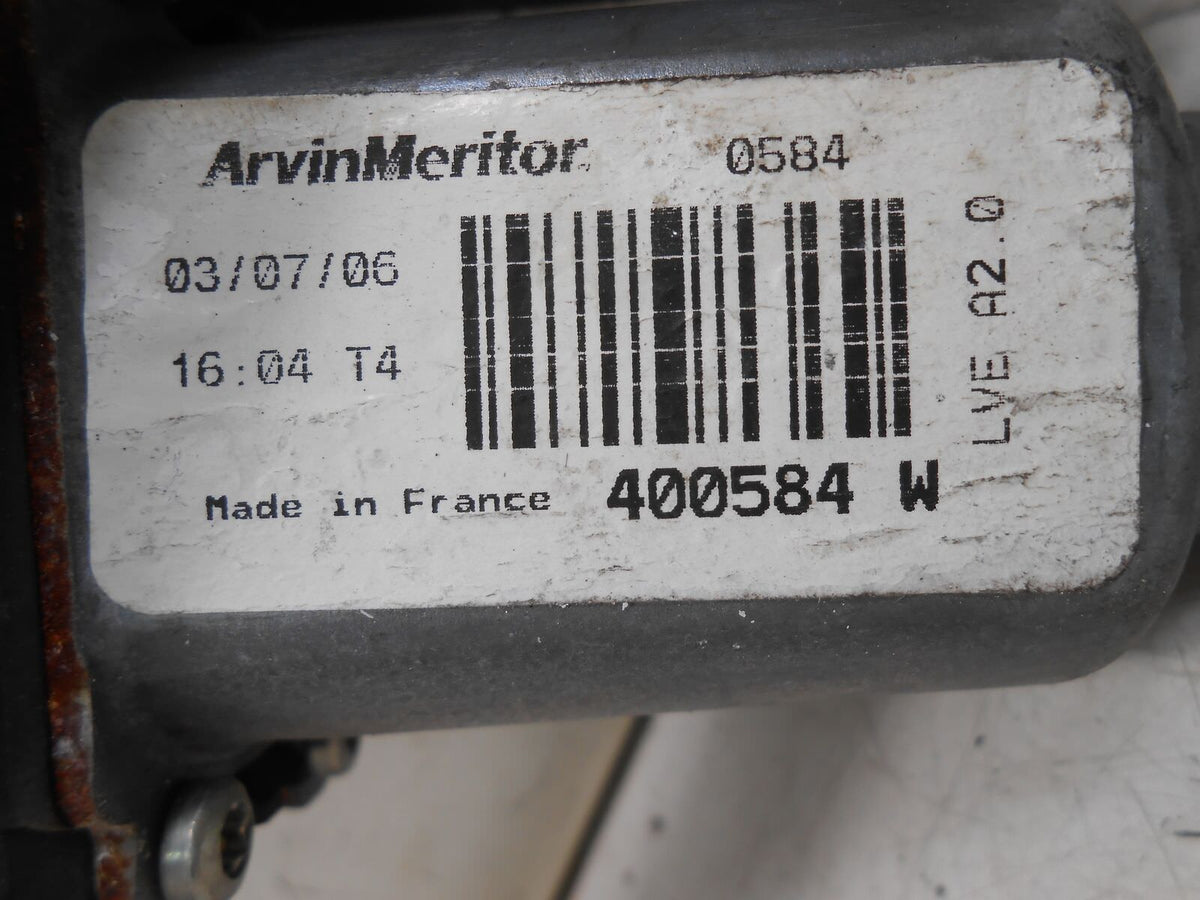 ArvinMeritor 0584
03/07/06
16:04 T4
Made in France 400584 W
LVE A2.0